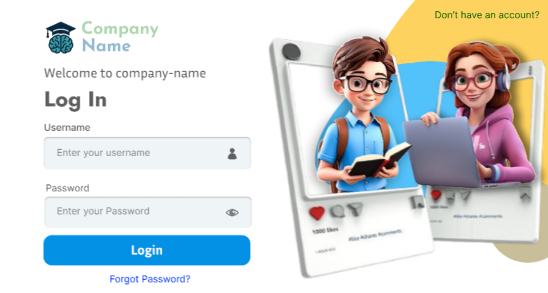 Don't have an account?
Company
Name
Welcome to company-name
Log In
Username
Enter your username
Password
Enter your Password
Login
Forgot Password?
1000 likes